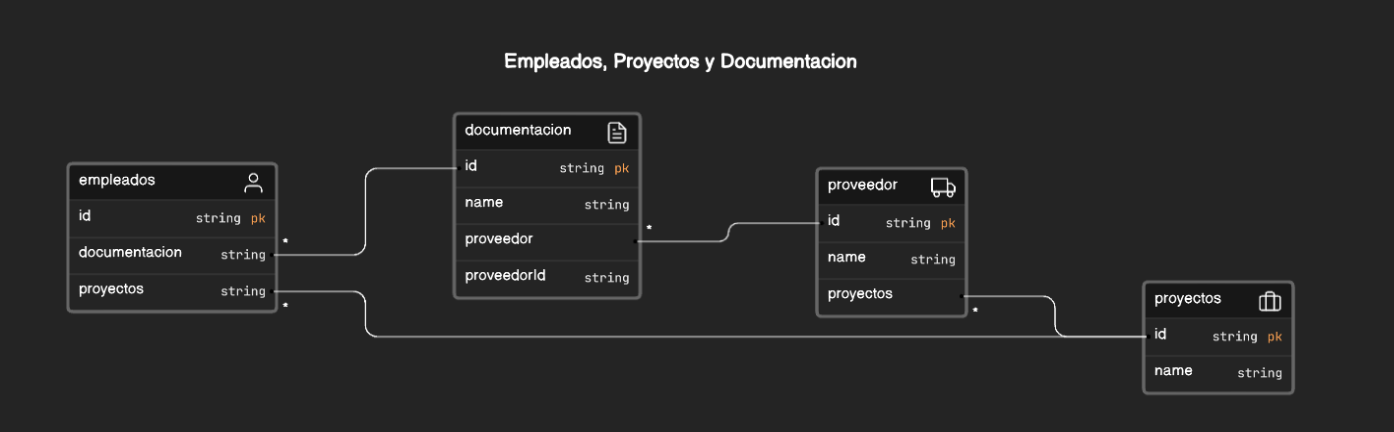 Empleados, Proyectos y Documentacion
empleados
id string pk
documentacion string *
proyectos string *
documentacion
id string pk
name string
proveedor *
proveedorId string
proveedor
id string pk
name string
proyectos *
proyectos
id string pk
name string